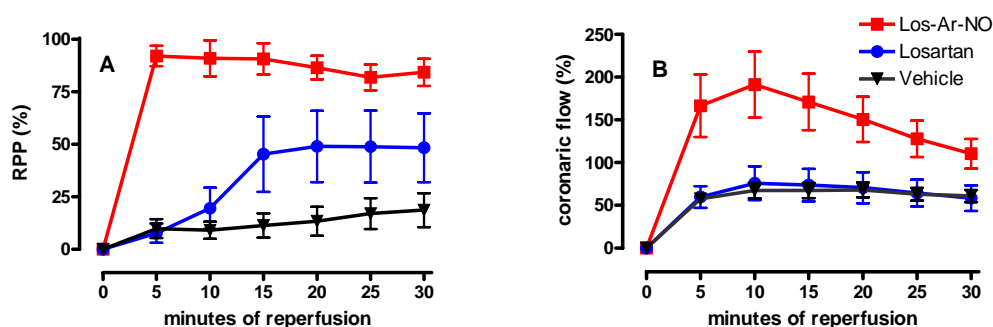 A
RPP (%)
100
75
50
25
0
0 5 10 15 20 25 30
minutes of reperfusion
B
coronaric flow (%)
250
200
150
100
50
0
0 5 10 15 20 25 30
minutes of reperfusion
Los-Ar-NO
Losartan
Vehicle